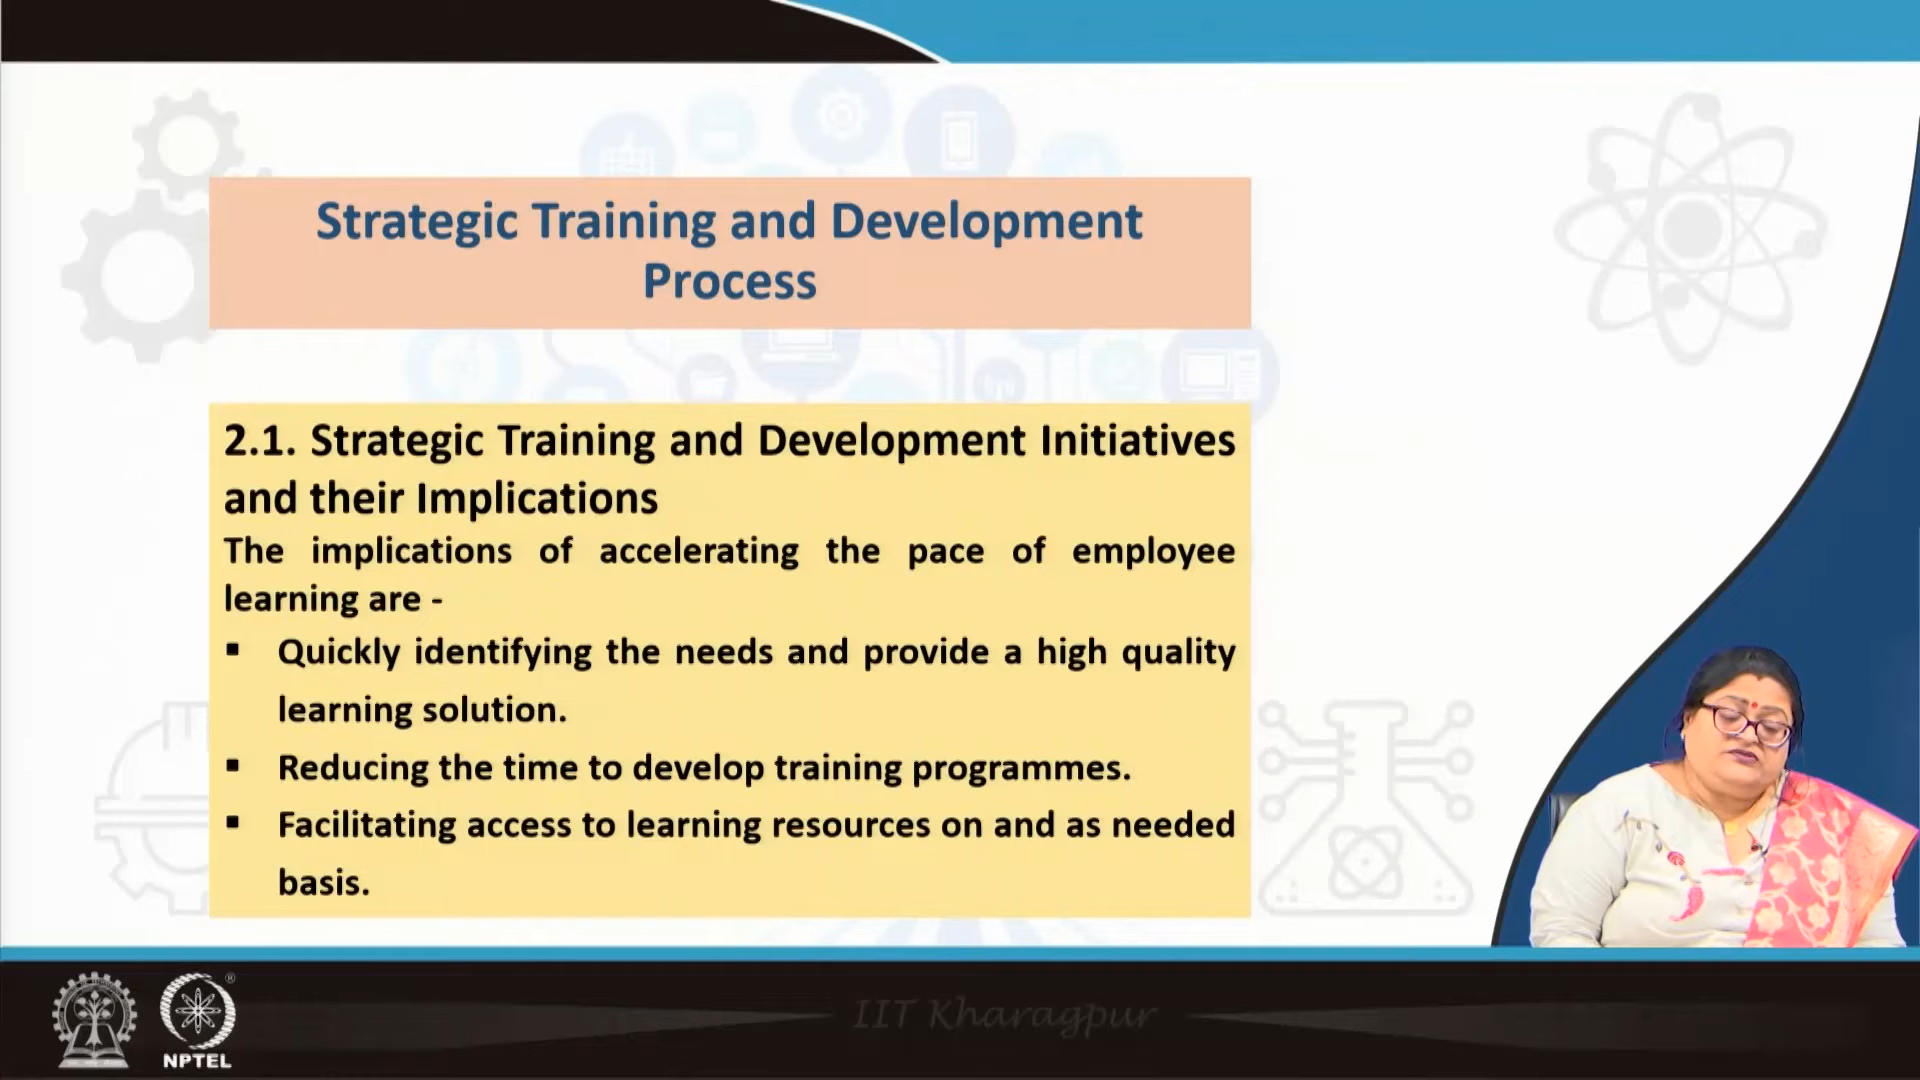 Strategic Training and Development
Process
2.1. Strategic Training and Development Initiatives
and their Implications
The implications of accelerating the pace of employee
learning are -
▪ Quickly identifying the needs and provide a high quality
learning solution.
▪ Reducing the time to develop training programmes.
▪ Facilitating access to learning resources on and as needed
basis.
IIT Kharagpur
®
NPTEL